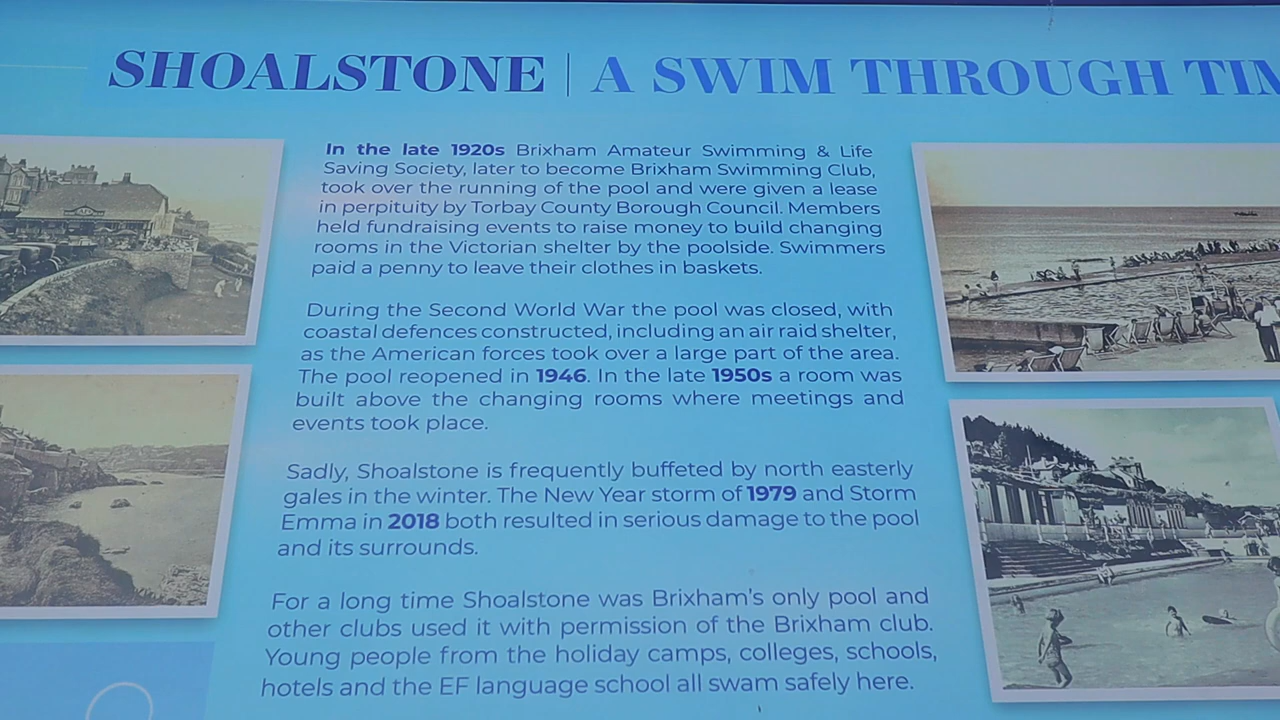 SHOALSTONE | A SWIM THROUGH
In the late 1920s Brixham Amateur Swimming & Life
Saving Society, later to become Brixham Swimming Club,
took over the running of the pool and were given a lease
in perpituity by Torbay County Borough Council. Members
held fundraising events to raise money to build changing
rooms in the Victorian shelter by the poolside. Swimmers
paid a penny to leave their clothes in baskets.
During the Second World War the pool was closed, with
coastal defences constructed, including an air raid shelter,
as the American forces took over a large part of the area.
The pool reopened in 1946. In the late 1950s a room was
built above the changing rooms where meetings and
events took place.
Sadly, Shoalstone is frequently buffeted by north easterly
gales in the winter. The New Year storm of 1979 and Storm
Emma in 2018 both resulted in serious damage to the pool
and its surrounds.
For a long time Shoalstone was Brixham's only pool and
other clubs used it with permission of the Brixham club.
Young people from the holiday camps, colleges, schools,
hotels and the EF language school all swam safely here.